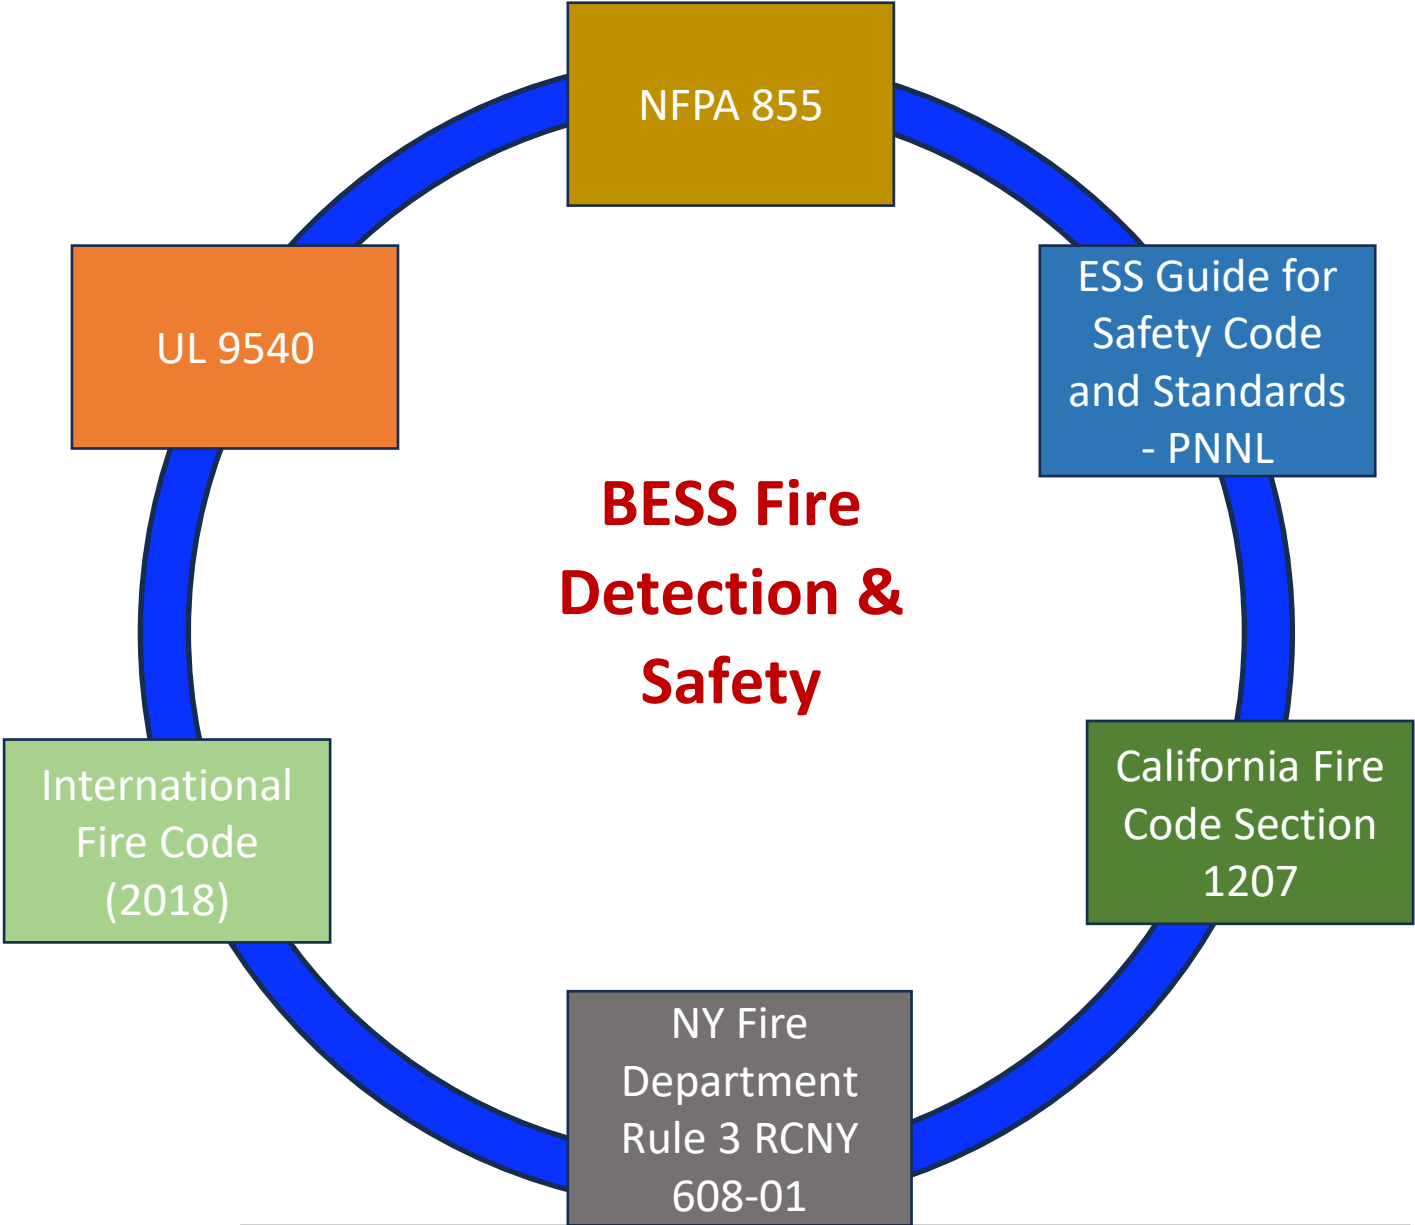 NFPA 855
ESS Guide for
Safety Code
and Standards
- PNNL
UL 9540
BESS Fire
Detection &
Safety
California Fire
Code Section
1207
International
Fire Code
(2018)
NY Fire
Department
Rule 3 RCNY
608-01